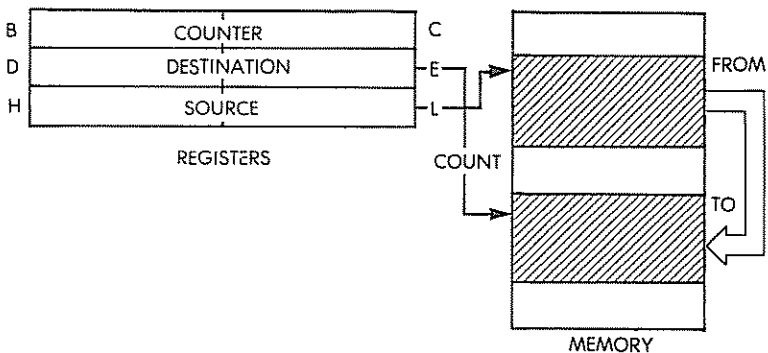 B COUNTER C
D DESTINATION E
H SOURCE L
REGISTERS
COUNT
FROM
TO
MEMORY